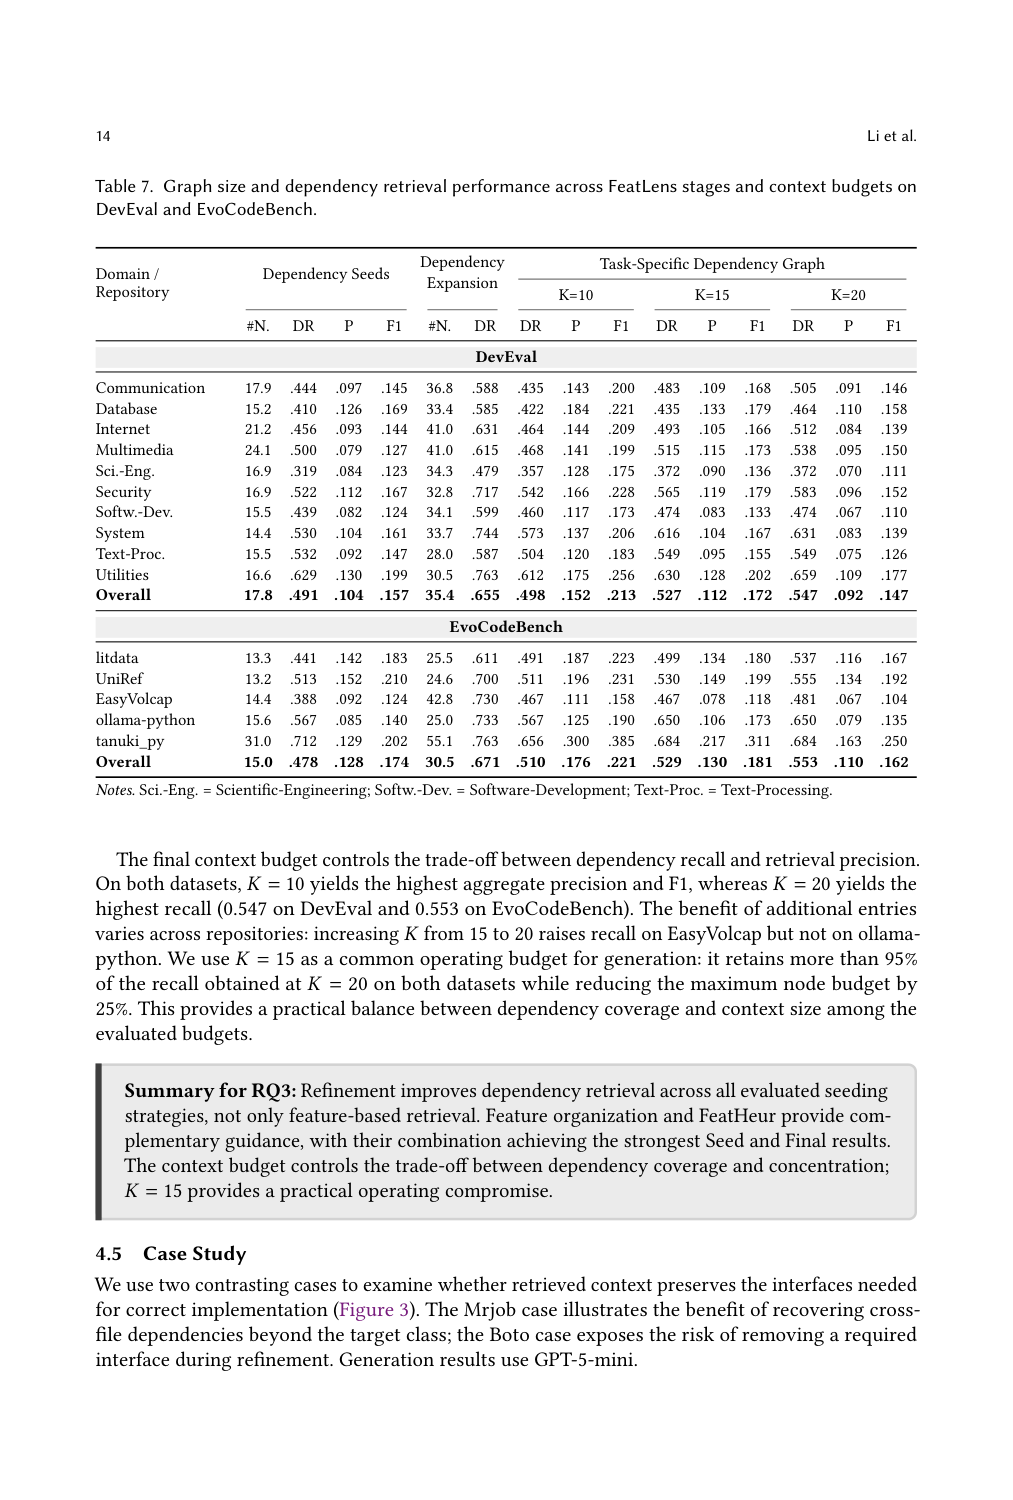 14
Li et al.
Table 7. Graph size and dependency retrieval performance across FeatLens stages and context budgets on
DevEval and EvoCodeBench.
Domain / Repository Dependency Seeds Dependency Expansion Task-Specific Dependency Graph
K=10 K=15 K=20
#N. DR P F1 #N. DR DR P F1 DR P F1 DR P F1
DevEval
Communication 17.9 .444 .097 .145 36.8 .588 .435 .143 .200 .483 .109 .168 .505 .091 .146
Database 15.2 .410 .126 .169 33.4 .585 .422 .184 .221 .435 .133 .179 .464 .110 .158
Internet 21.2 .456 .093 .144 41.0 .631 .464 .144 .209 .493 .105 .166 .512 .084 .139
Multimedia 24.1 .500 .079 .127 41.0 .615 .468 .141 .199 .515 .115 .173 .538 .095 .150
Sci.-Eng. 16.9 .319 .084 .123 34.3 .479 .357 .128 .175 .372 .090 .136 .372 .070 .111
Security 16.9 .522 .112 .167 32.8 .717 .542 .166 .228 .565 .119 .179 .583 .096 .152
Softw.-Dev. 15.5 .439 .082 .124 34.1 .599 .460 .117 .173 .474 .083 .133 .474 .067 .110
System 14.4 .530 .104 .161 33.7 .744 .573 .137 .206 .616 .104 .167 .631 .083 .139
Text-Proc. 15.5 .532 .092 .147 28.0 .587 .504 .120 .183 .549 .095 .155 .549 .075 .126
Utilities 16.6 .629 .130 .199 30.5 .763 .612 .175 .256 .630 .128 .202 .659 .109 .177
Overall 17.8 .491 .104 .157 35.4 .655 .498 .152 .213 .527 .112 .172 .547 .092 .147
EvoCodeBench
litdata 13.3 .441 .142 .183 25.5 .611 .491 .187 .223 .499 .134 .180 .537 .116 .167
UniRef 13.2 .513 .152 .210 24.6 .700 .511 .196 .231 .530 .149 .199 .555 .134 .192
EasyVolcap 14.4 .388 .092 .124 42.8 .730 .467 .111 .158 .467 .078 .118 .481 .067 .104
ollama-python 15.6 .567 .085 .140 25.0 .733 .567 .125 .190 .650 .106 .173 .650 .079 .135
tanuki_py 31.0 .712 .129 .202 55.1 .763 .656 .300 .385 .684 .217 .311 .684 .163 .250
Overall 15.0 .478 .128 .174 30.5 .671 .510 .176 .221 .529 .130 .181 .553 .110 .162
Notes. Sci.-Eng. = Scientific-Engineering; Softw.-Dev. = Software-Development; Text-Proc. = Text-Processing.
The final context budget controls the trade-off between dependency recall and retrieval precision.
On both datasets, K = 10 yields the highest aggregate precision and F1, whereas K = 20 yields the
highest recall (0.547 on DevEval and 0.553 on EvoCodeBench). The benefit of additional entries
varies across repositories: increasing K from 15 to 20 raises recall on EasyVolcap but not on ollama-
python. We use K = 15 as a common operating budget for generation: it retains more than 95%
of the recall obtained at K = 20 on both datasets while reducing the maximum node budget by
25%. This provides a practical balance between dependency coverage and context size among the
evaluated budgets.
Summary for RQ3: Refinement improves dependency retrieval across all evaluated seeding
strategies, not only feature-based retrieval. Feature organization and FeatHeur provide com-
plementary guidance, with their combination achieving the strongest Seed and Final results.
The context budget controls the trade-off between dependency coverage and concentration;
K = 15 provides a practical operating compromise.
4.5 Case Study
We use two contrasting cases to examine whether retrieved context preserves the interfaces needed
for correct implementation (Figure 3). The Mrjob case illustrates the benefit of recovering cross-
file dependencies beyond the target class; the Boto case exposes the risk of removing a required
interface during refinement. Generation results use GPT-5-mini.